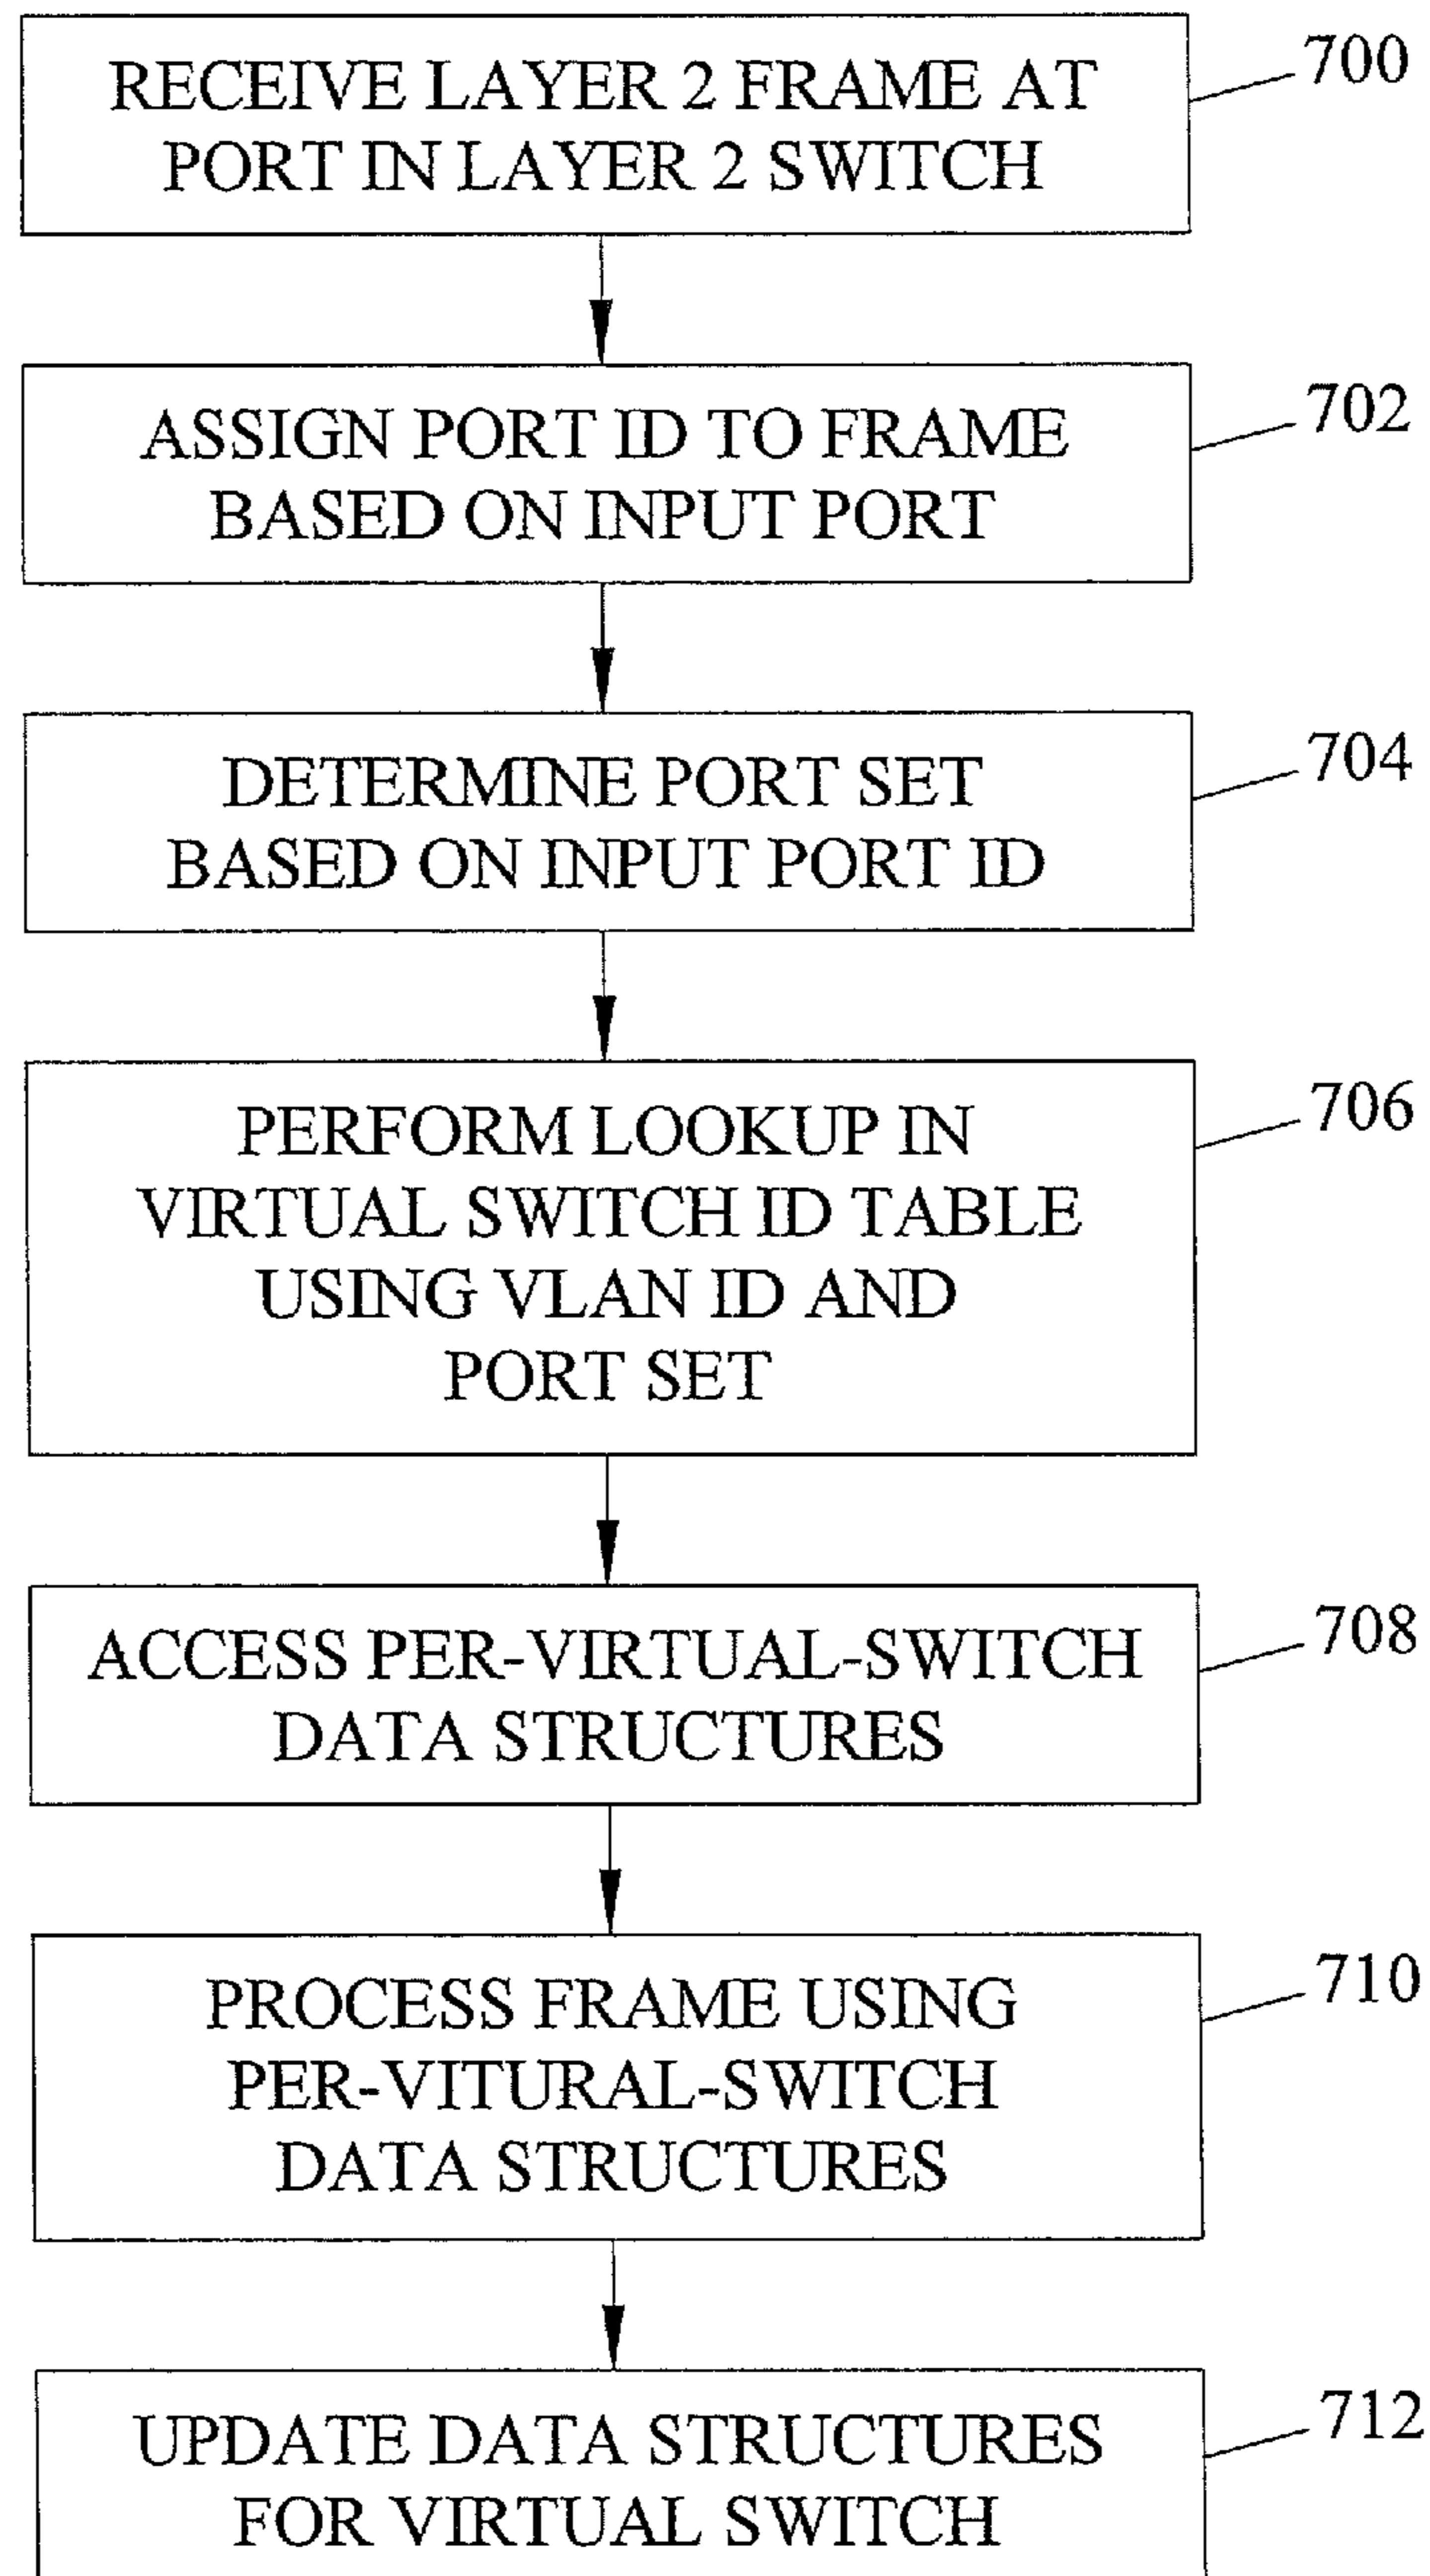 RECEIVE LAYER 2 FRAME AT
PORT IN LAYER 2 SWITCH
700
ASSIGN PORT ID TO FRAME
BASED ON INPUT PORT
702
DETERMINE PORT SET
BASED ON INPUT PORT ID
704
PERFORM LOOKUP IN
VIRTUAL SWITCH ID TABLE
USING VLAN ID AND
PORT SET
706
ACCESS PER-VIRTUAL-SWITCH
DATA STRUCTURES
708
PROCESS FRAME USING
PER-VITURAL-SWITCH
DATA STRUCTURES
710
UPDATE DATA STRUCTURES
FOR VIRTUAL SWITCH
712